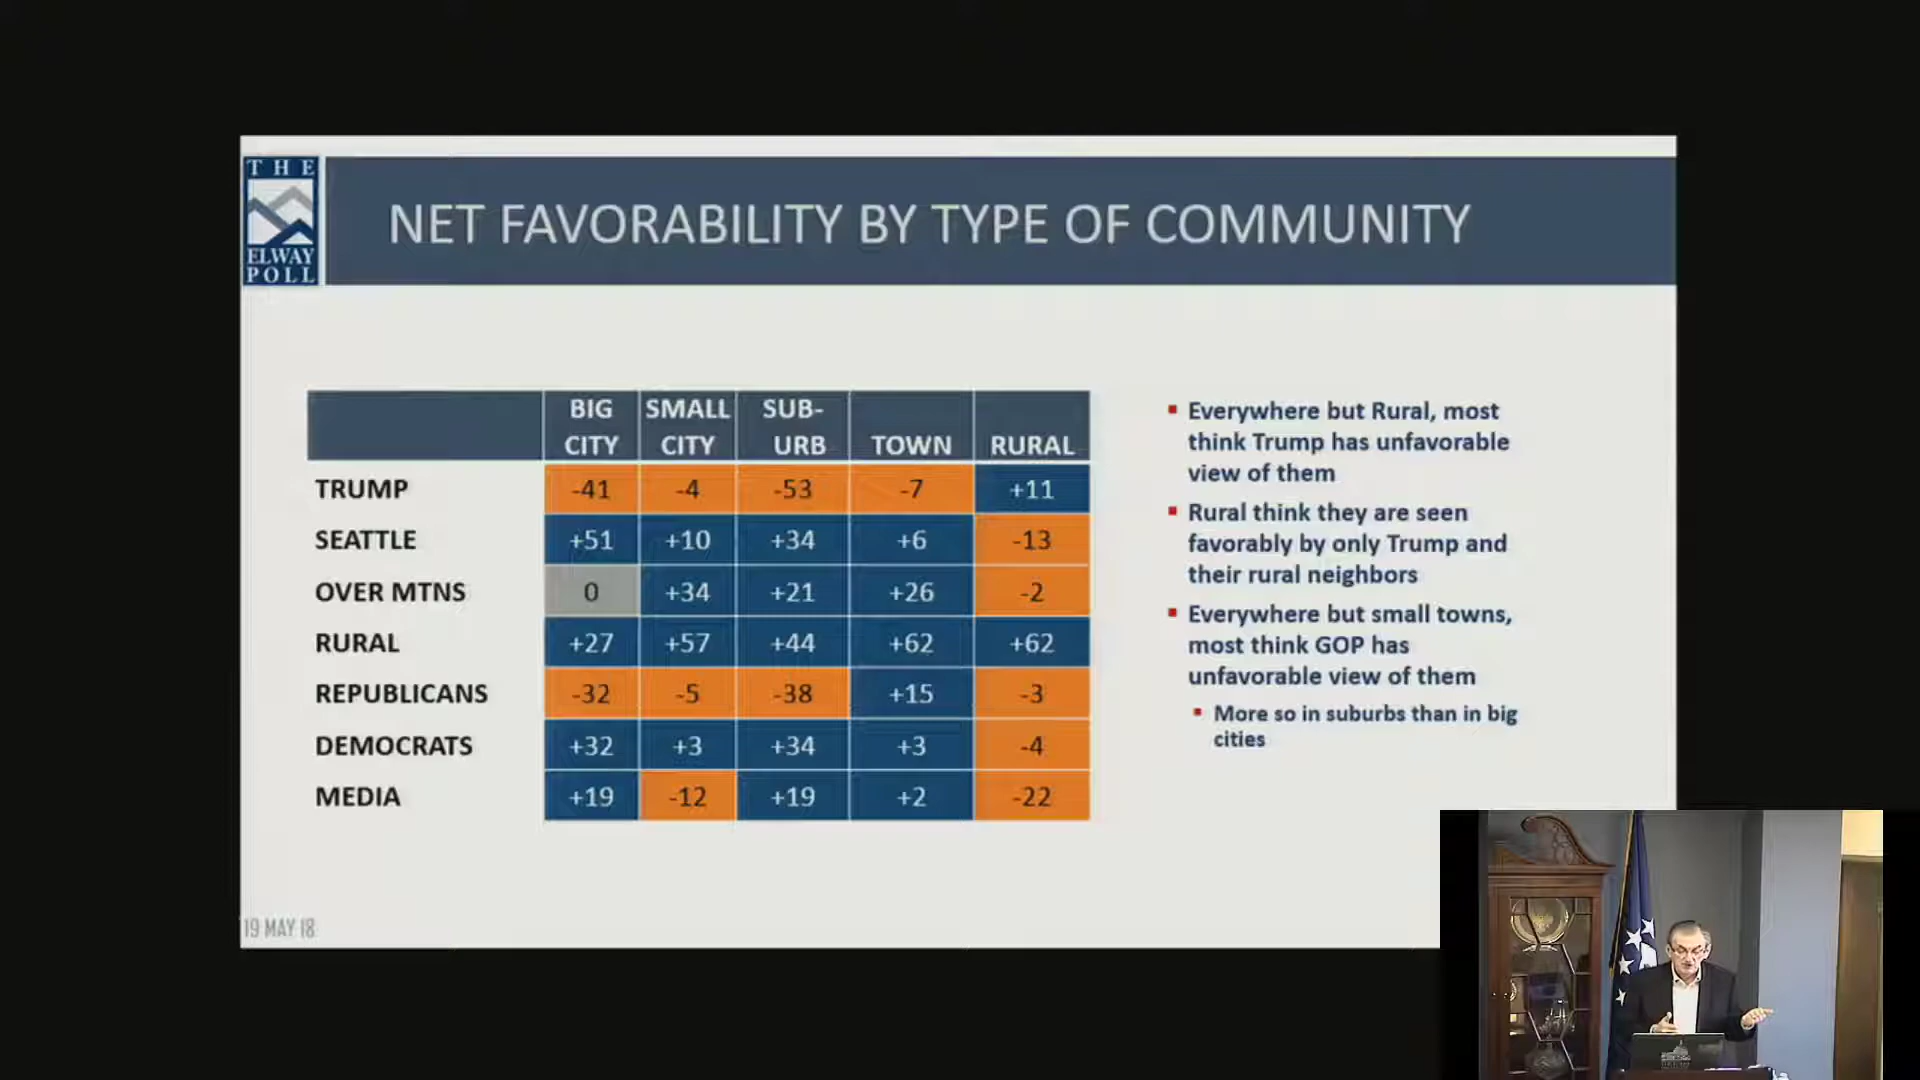 THE
ELWAY
POLL
NET FAVORABILITY BY TYPE OF COMMUNITY
BIG CITY SMALL CITY SUB-URB TOWN RURAL
TRUMP -41 -4 -53 -7 +11
SEATTLE +51 +10 +34 +6 -13
OVER MTNS 0 +34 +21 +26 -2
RURAL +27 +57 +44 +62 +62
REPUBLICANS -32 -5 -38 +15 -3
DEMOCRATS +32 +3 +34 +3 -4
MEDIA +19 -12 +19 +2 -22
Everywhere but Rural, most
think Trump has unfavorable
view of them
Rural think they are seen
favorably by only Trump and
their rural neighbors
Everywhere but small towns,
most think GOP has
unfavorable view of them
More so in suburbs than in big
cities
19 MAY 18